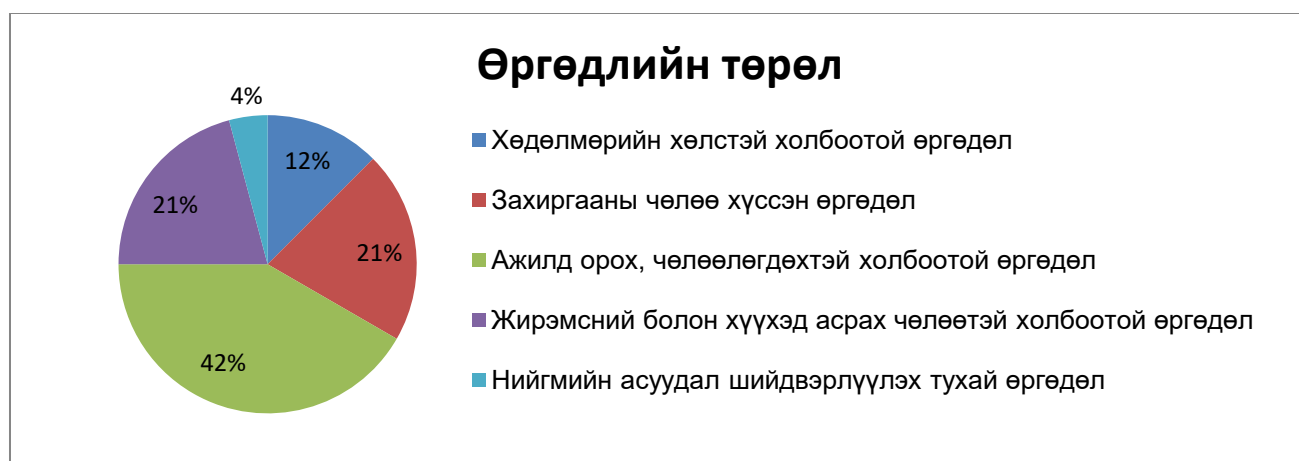 Өргөдлийн төрөл
4%
12%
21%
21%
42%
Хөдөлмөрийн хөлстэй холбоотой өргөдөл
Захиргааны чөлөө хүссэн өргөдөл
Ажилд орох, чөлөөлөгдөхтэй холбоотой өргөдөл
Жирэмсний болон хүүхэд асрах чөлөөтэй холбоотой өргөдөл
Нийгмийн асуудал шийдвэрлүүлэх тухай өргөдөл